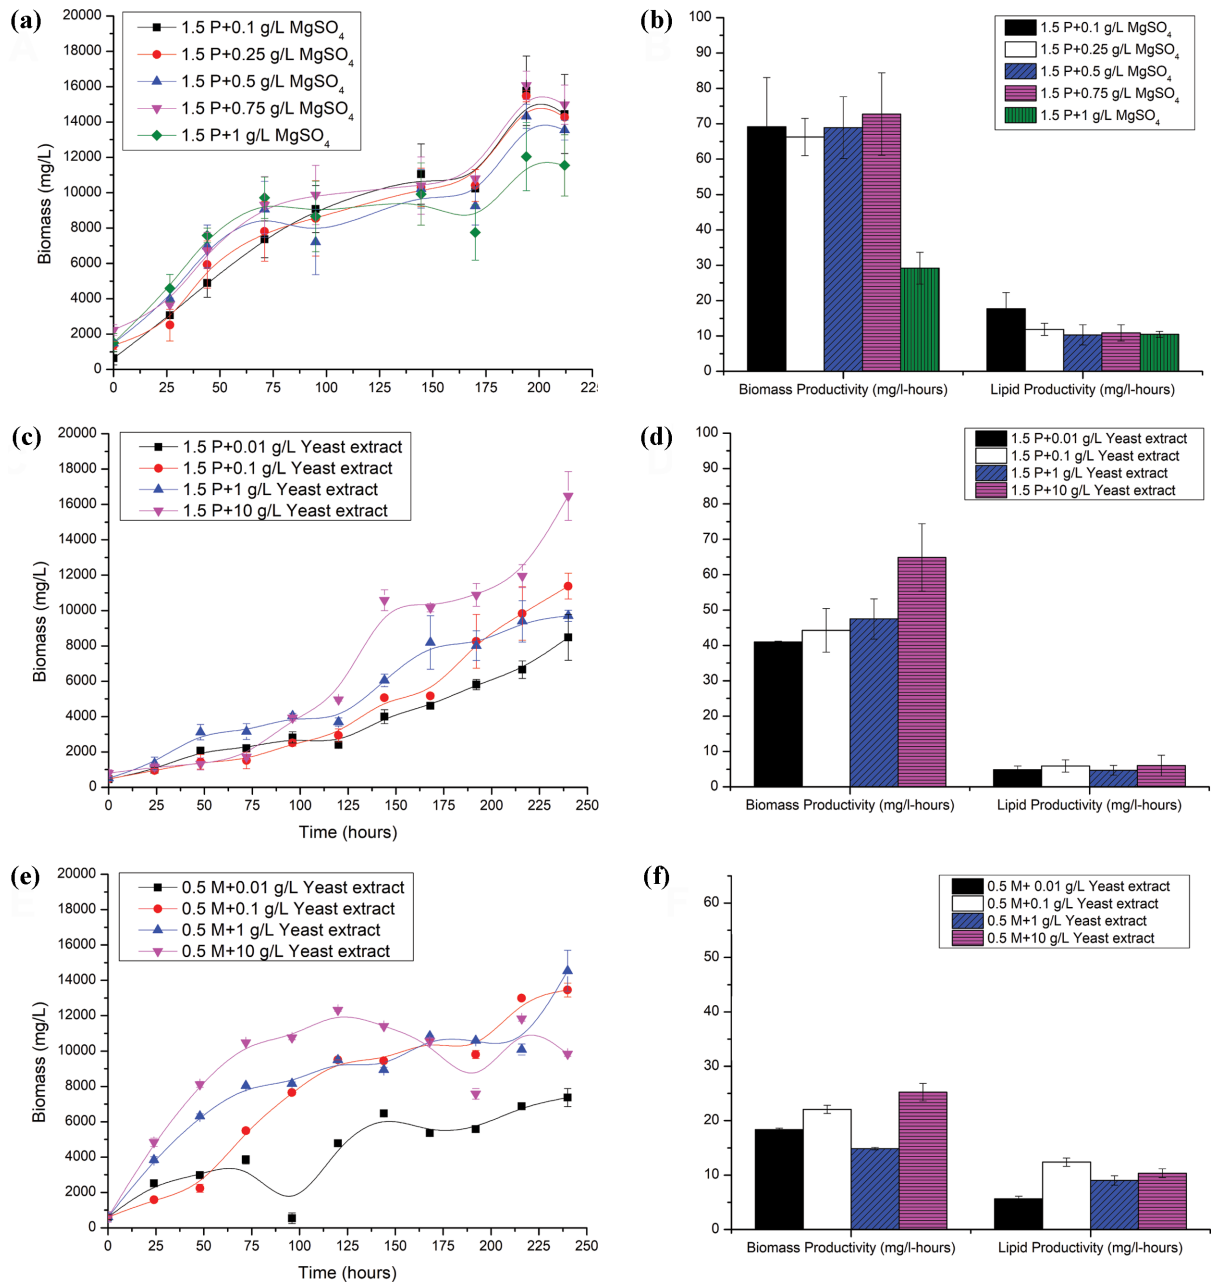 (a)
20000
18000
16000
14000
12000
10000
8000
6000
4000
2000
0
Biomass (mg/L)
1.5 P+0.1 g/L MgSO4
1.5 P+0.25 g/L MgSO4
1.5 P+0.5 g/L MgSO4
1.5 P+0.75 g/L MgSO4
1.5 P+1 g/L MgSO4
0 25 50 75 100 125 150 175 200 225
(b)
100
90
80
70
60
50
40
30
20
10
0
1.5 P+0.1 g/L MgSO4
1.5 P+0.25 g/L MgSO4
1.5 P+0.5 g/L MgSO4
1.5 P+0.75 g/L MgSO4
1.5 P+1 g/L MgSO4
Biomass Productivity (mg/l-hours) Lipid Productivity (mg/l-hours)
(c)
20000
18000
16000
14000
12000
10000
8000
6000
4000
2000
0
Biomass (mg/L)
1.5 P+0.01 g/L Yeast extract
1.5 P+0.1 g/L Yeast extract
1.5 P+1 g/L Yeast extract
1.5 P+10 g/L Yeast extract
0 25 50 75 100 125 150 175 200 225 250
Time (hours)
(d)
100
90
80
70
60
50
40
30
20
10
0
1.5 P+0.01 g/L Yeast extract
1.5 P+0.1 g/L Yeast extract
1.5 P+1 g/L Yeast extract
1.5 P+10 g/L Yeast extract
Biomass Productivity (mg/l-hours) Lipid Productivity (mg/l-hours)
(e)
20000
18000
16000
14000
12000
10000
8000
6000
4000
2000
0
Biomass (mg/L)
0.5 M+0.01 g/L Yeast extract
0.5 M+0.1 g/L Yeast extract
0.5 M+1 g/L Yeast extract
0.5 M+10 g/L Yeast extract
0 25 50 75 100 125 150 175 200 225 250
Time (hours)
(f)
60
50
40
30
20
10
0
0.5 M+ 0.01 g/L Yeast extract
0.5 M+0.1 g/L Yeast extract
0.5 M+1 g/L Yeast extract
0.5 M+10 g/L Yeast extract
Biomass Productivity (mg/l-hours) Lipid Productivity (mg/l-hours)